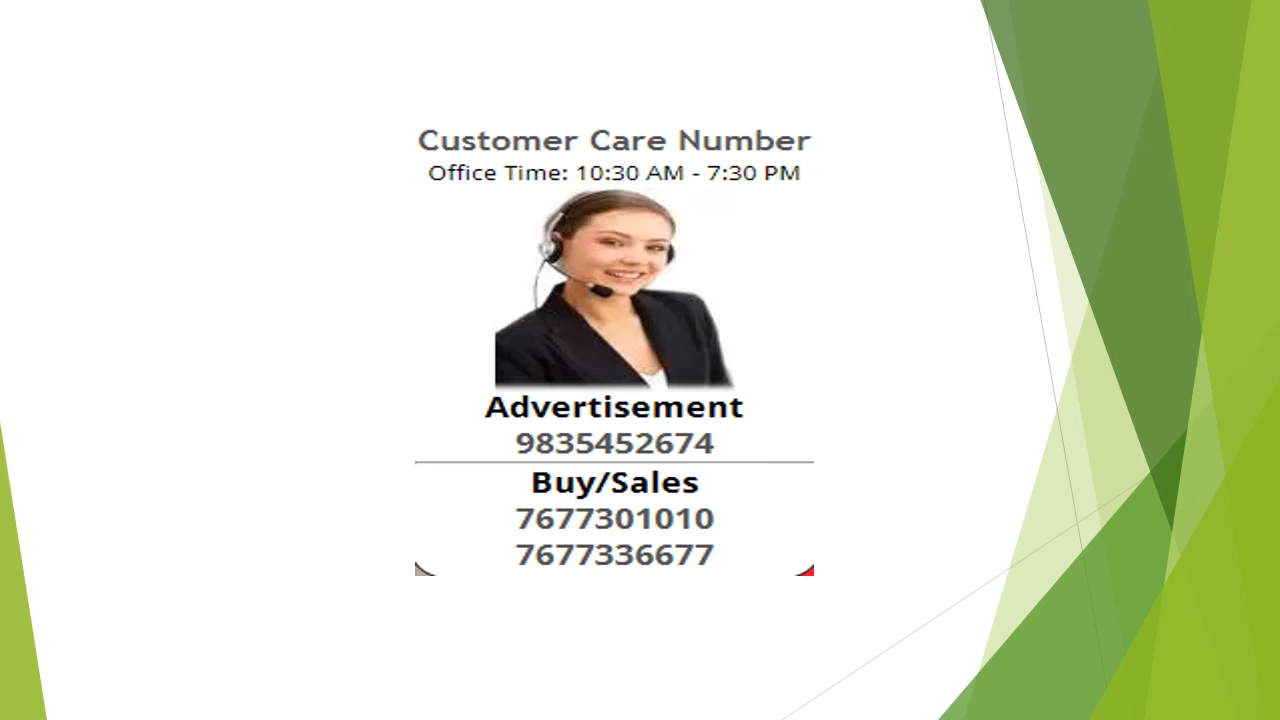 Customer Care Number
Office Time: 10:30 AM - 7:30 PM
Advertisement
9835452674
Buy/Sales
7677301010
7677336677